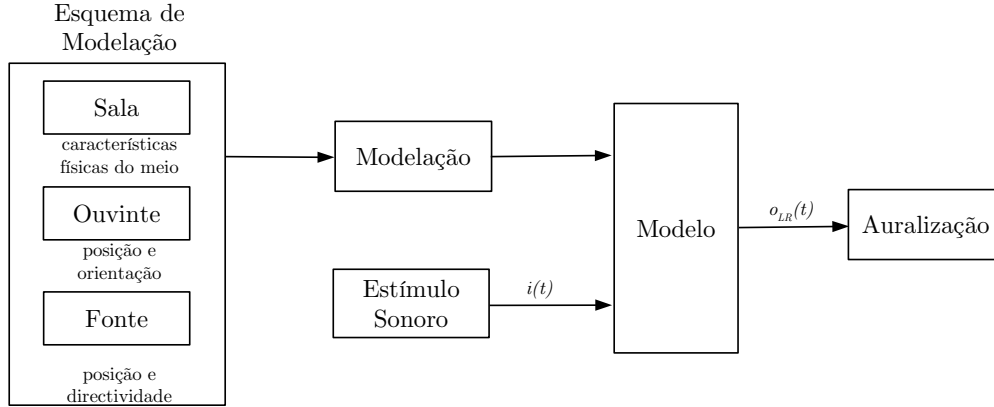 Esquema de
Modelação
Sala
características
físicas do meio
Ouvinte
posição e
orientação
Fonte
posição e
directividade
Modelação
Estímulo
Sonoro
i(t)
Modelo
o_LR(t)
Auralização